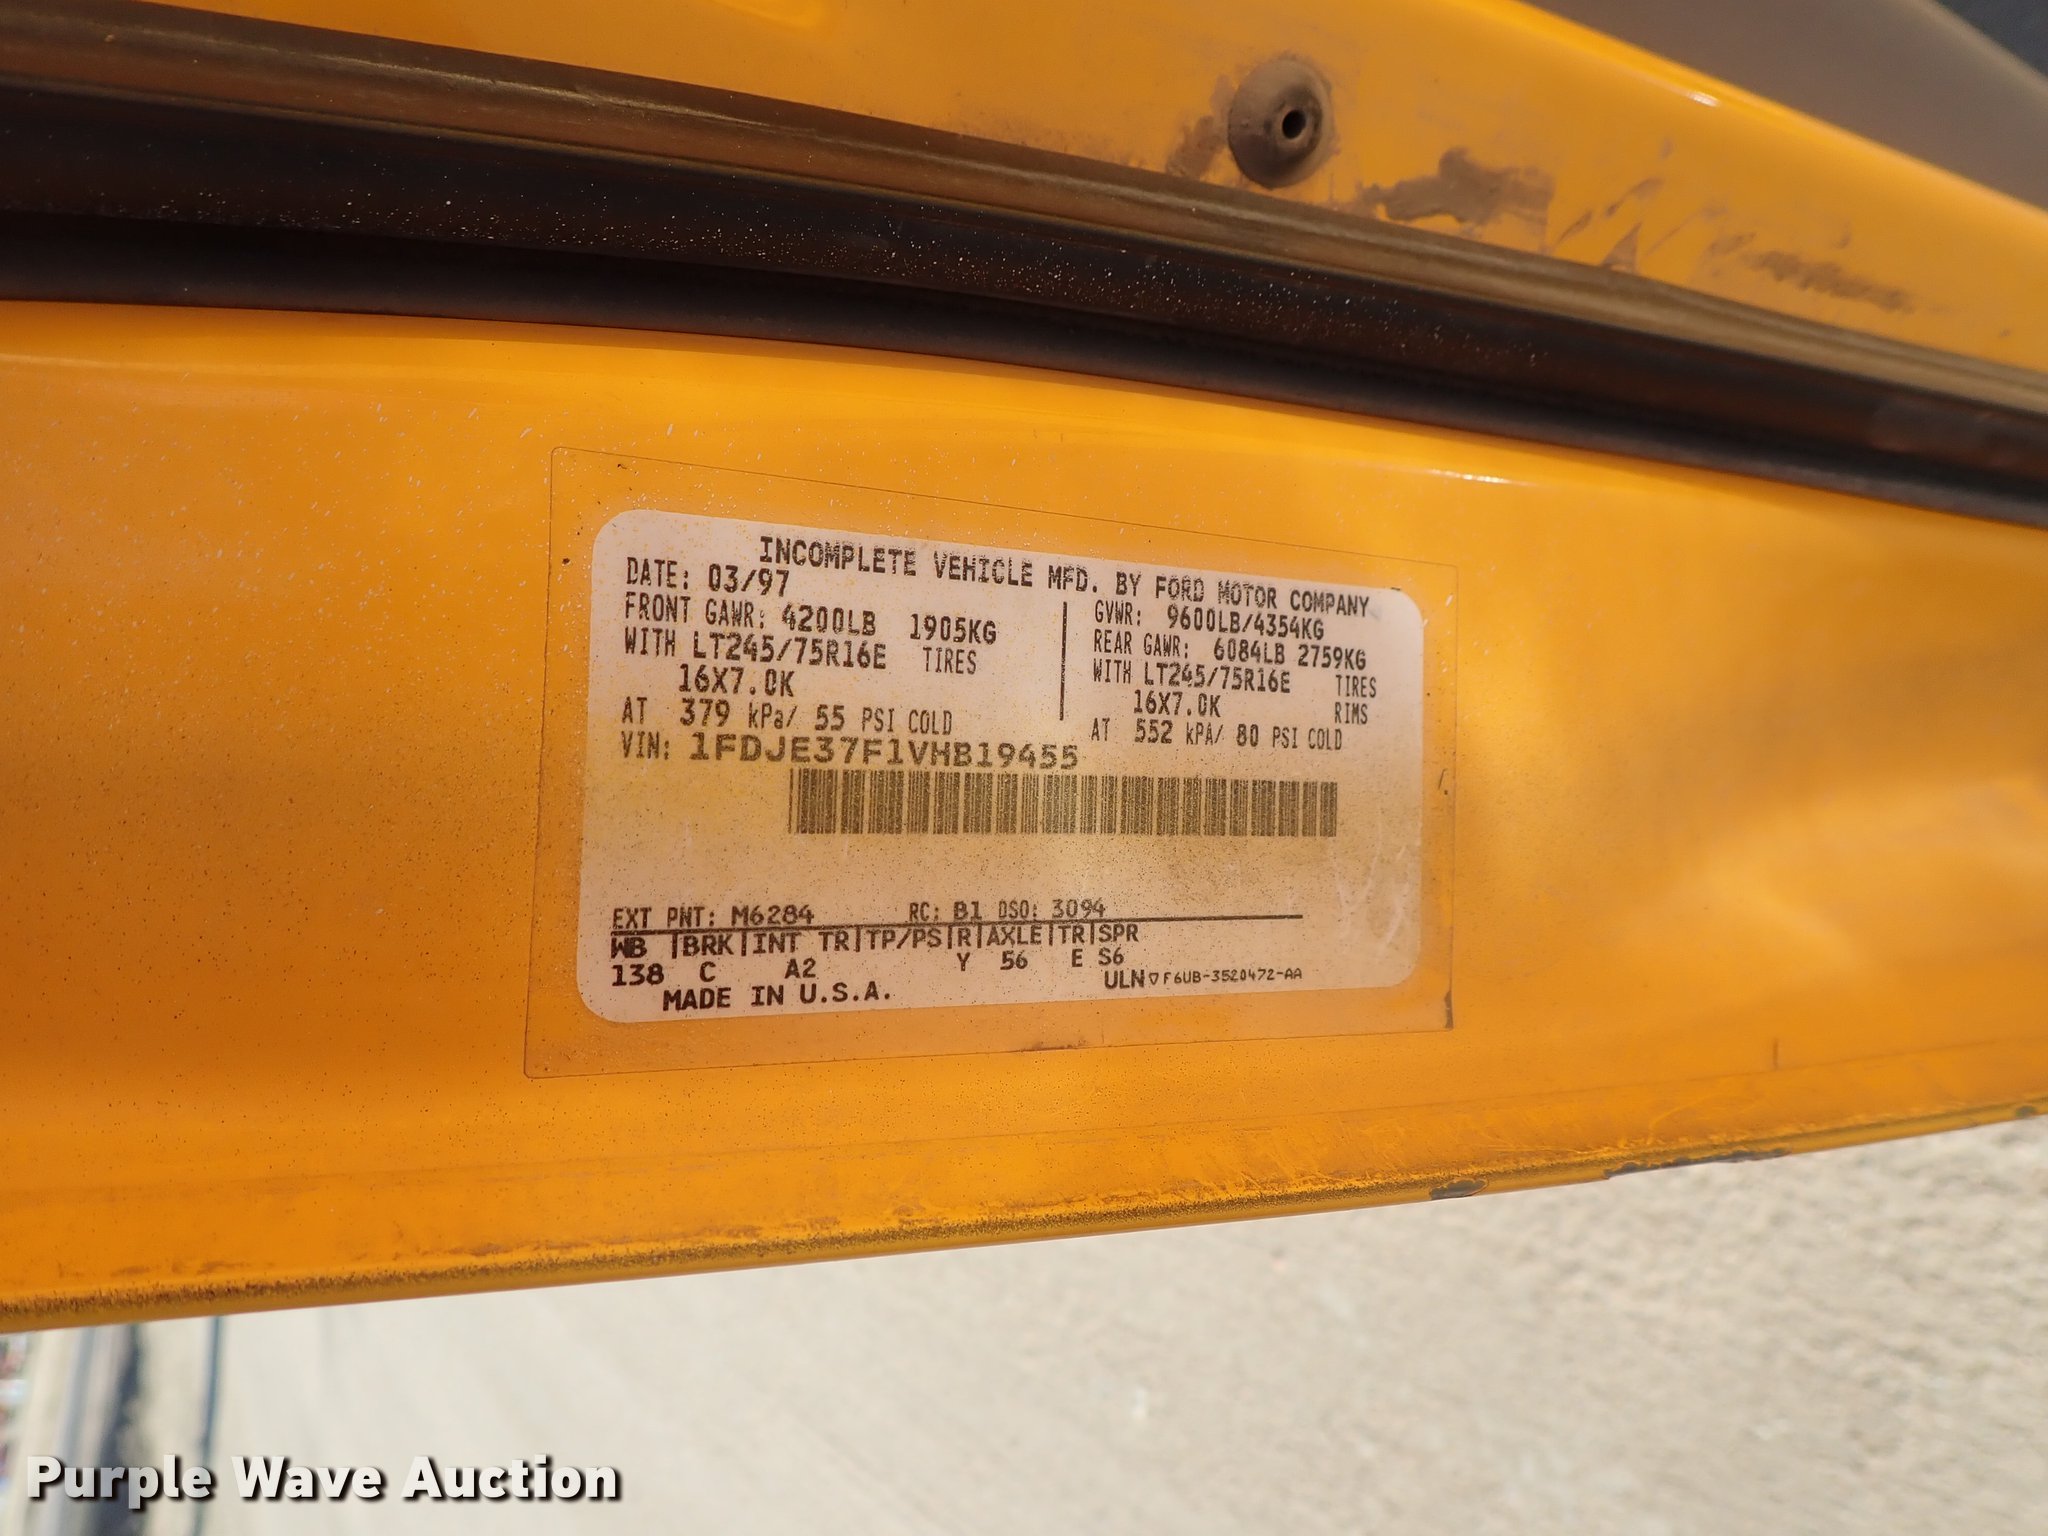 INCOMPLETE VEHICLE MFD. BY FORD MOTOR COMPANY
DATE: 03/97
GVWR: 9600LB/4354KG
FRONT GAWR: 4200LB 1905KG
REAR GAWR: 6084LB 2759KG
WITH LT245/75R16E TIRES
WITH LT245/75R16E TIRES
16X7.0K
16X7.0K RIMS
AT 379 kPa/ 55 PSI COLD
AT 552 kPA/ 80 PSI COLD
VIN: 1FDJE37F1VHB19455
EXT PNT: M6284 RC: B1 DSO: 3094
WB |BRK|INT TR|TP/PS|R|AXLE|TR|SPR
138 C A2 Y 56 E S6
MADE IN U.S.A.
ULN▽F6UB-3520472-AA
Purple Wave Auction